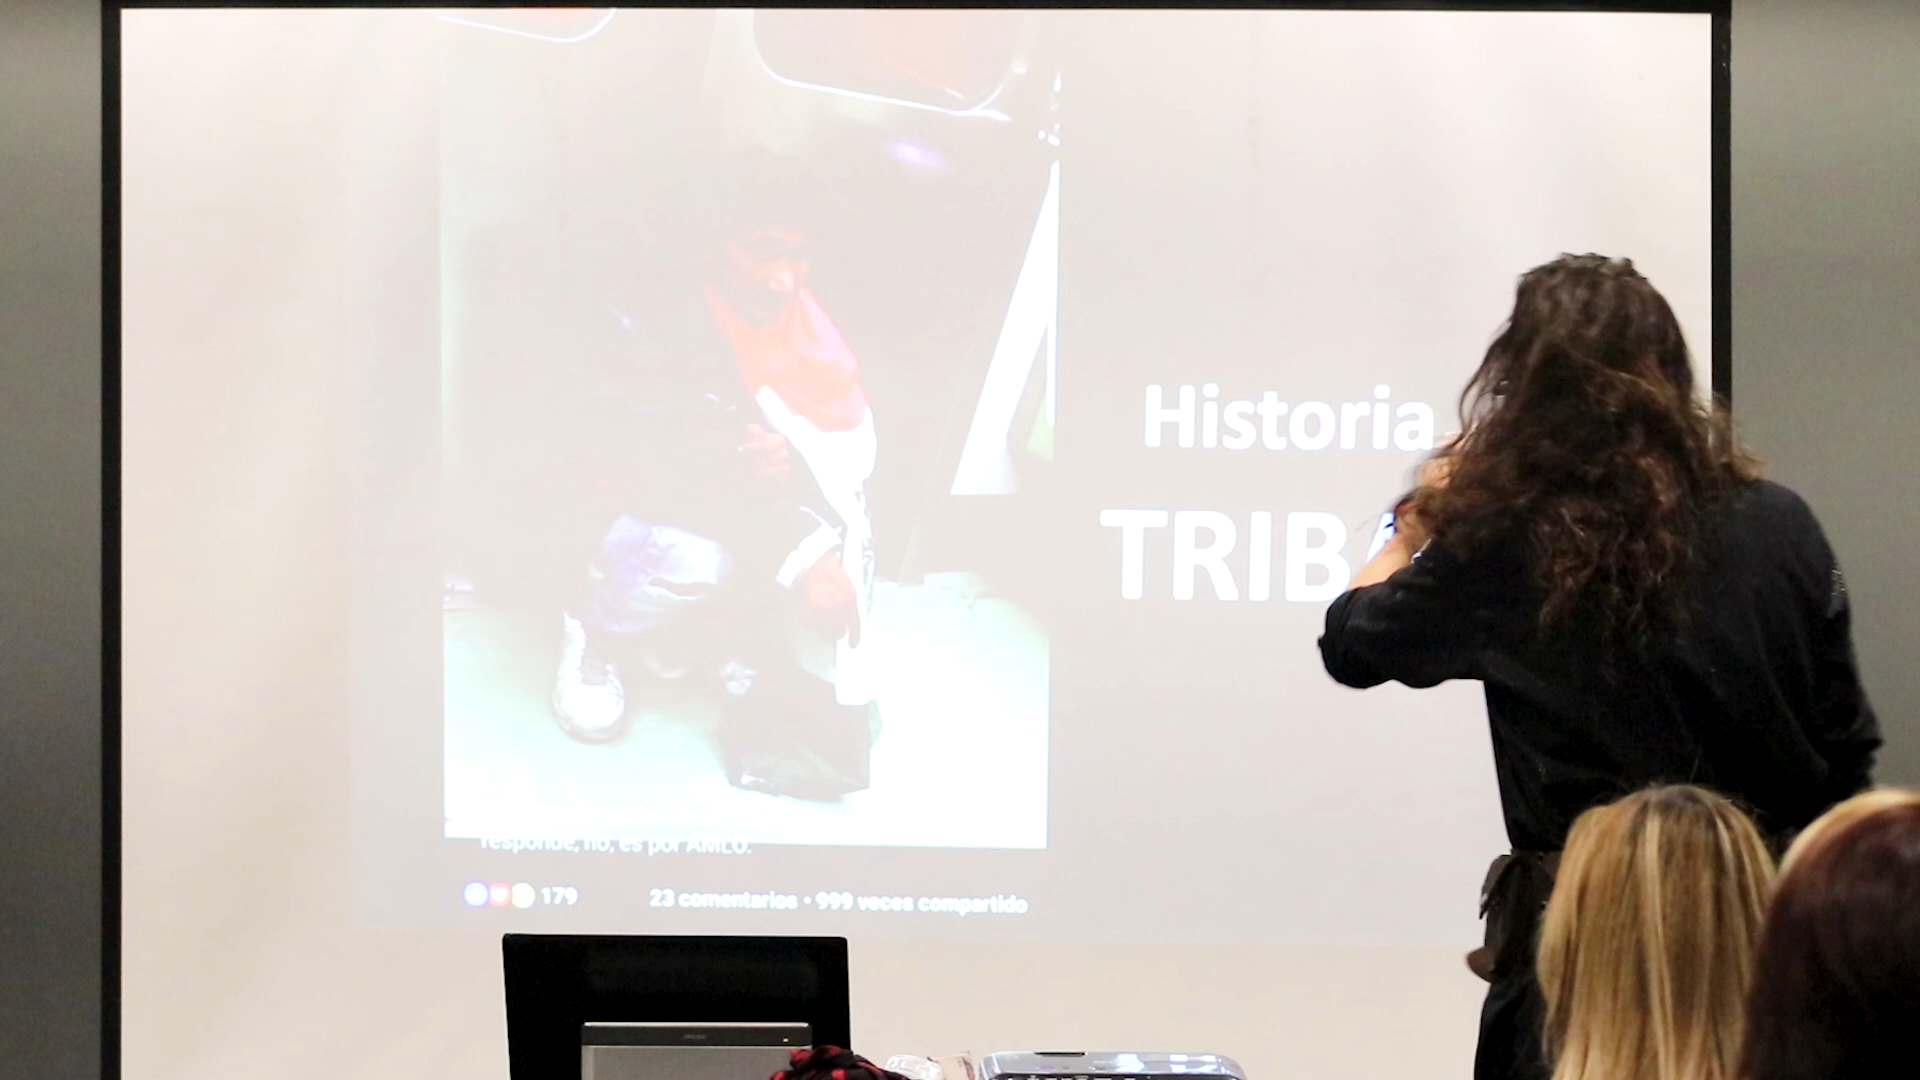 Historia
TRIB
responde, no, es por AMLO.
179
23 comentarios • 999 veces compartido